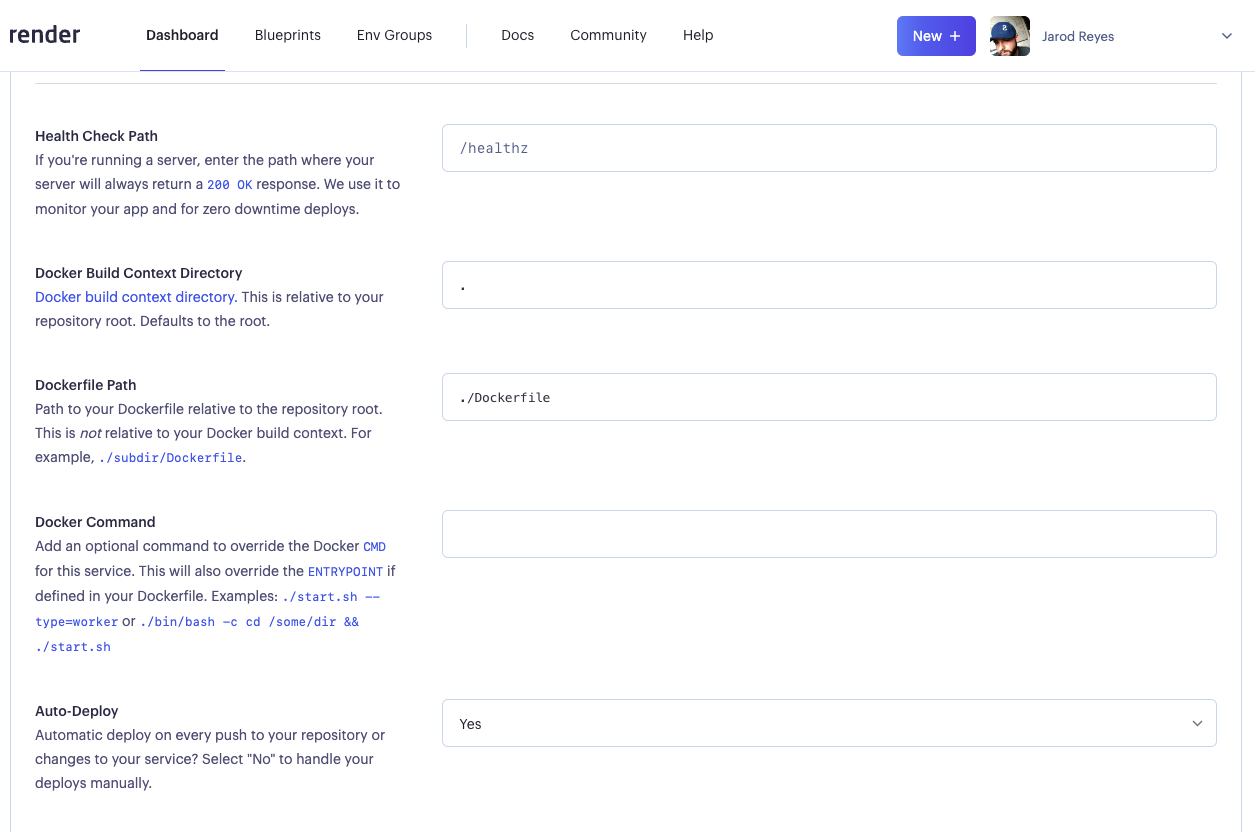 render
Dashboard
Blueprints
Env Groups
Docs
Community
Help
New +
Jarod Reyes
Health Check Path
If you're running a server, enter the path where your
server will always return a 200 OK response. We use it to
monitor your app and for zero downtime deploys.
/healthz
Docker Build Context Directory
Docker build context directory. This is relative to your
repository root. Defaults to the root.
.
Dockerfile Path
Path to your Dockerfile relative to the repository root.
This is not relative to your Docker build context. For
example, ./subdir/Dockerfile.
./Dockerfile
Docker Command
Add an optional command to override the Docker CMD
for this service. This will also override the ENTRYPOINT if
defined in your Dockerfile. Examples: ./start.sh --
type=worker or ./bin/bash -c cd /some/dir &&
./start.sh
Auto-Deploy
Automatic deploy on every push to your repository or
changes to your service? Select "No" to handle your
deploys manually.
Yes